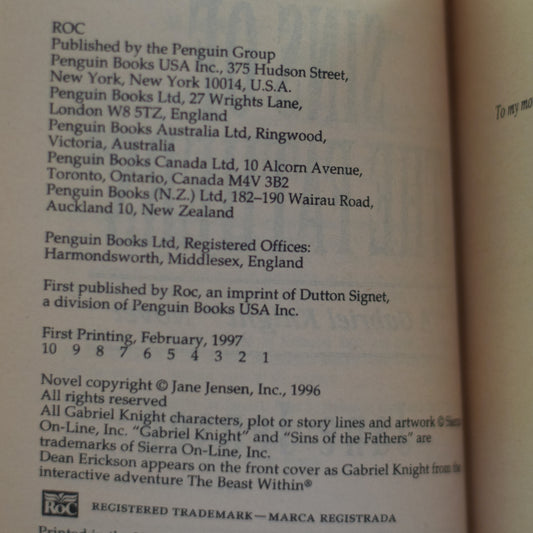 ROC
Published by the Penguin Group
Penguin Books USA Inc., 375 Hudson Street,
New York, New York 10014, U.S.A.
Penguin Books Ltd, 27 Wrights Lane,
London W8 5TZ, England
Penguin Books Australia Ltd, Ringwood,
Victoria, Australia
Penguin Books Canada Ltd, 10 Alcorn Avenue,
Toronto, Ontario, Canada M4V 3B2
Penguin Books (N.Z.) Ltd, 182–190 Wairau Road,
Auckland 10, New Zealand
Penguin Books Ltd, Registered Offices:
Harmondsworth, Middlesex, England
First published by Roc, an imprint of Dutton Signet,
a division of Penguin Books USA Inc.
First Printing, February, 1997
10 9 8 7 6 5 4 3 2 1
Novel copyright © Jane Jensen, Inc., 1996
All rights reserved
All Gabriel Knight characters, plot or story lines and artwork © Sierra
On-Line, Inc. "Gabriel Knight" and "Sins of the Fathers" are
trademarks of Sierra On-Line, Inc.
Dean Erickson appears on the front cover as Gabriel Knight from the
interactive adventure The Beast Within®
ROC REGISTERED TRADEMARK—MARCA REGISTRADA
Printed in the
To my